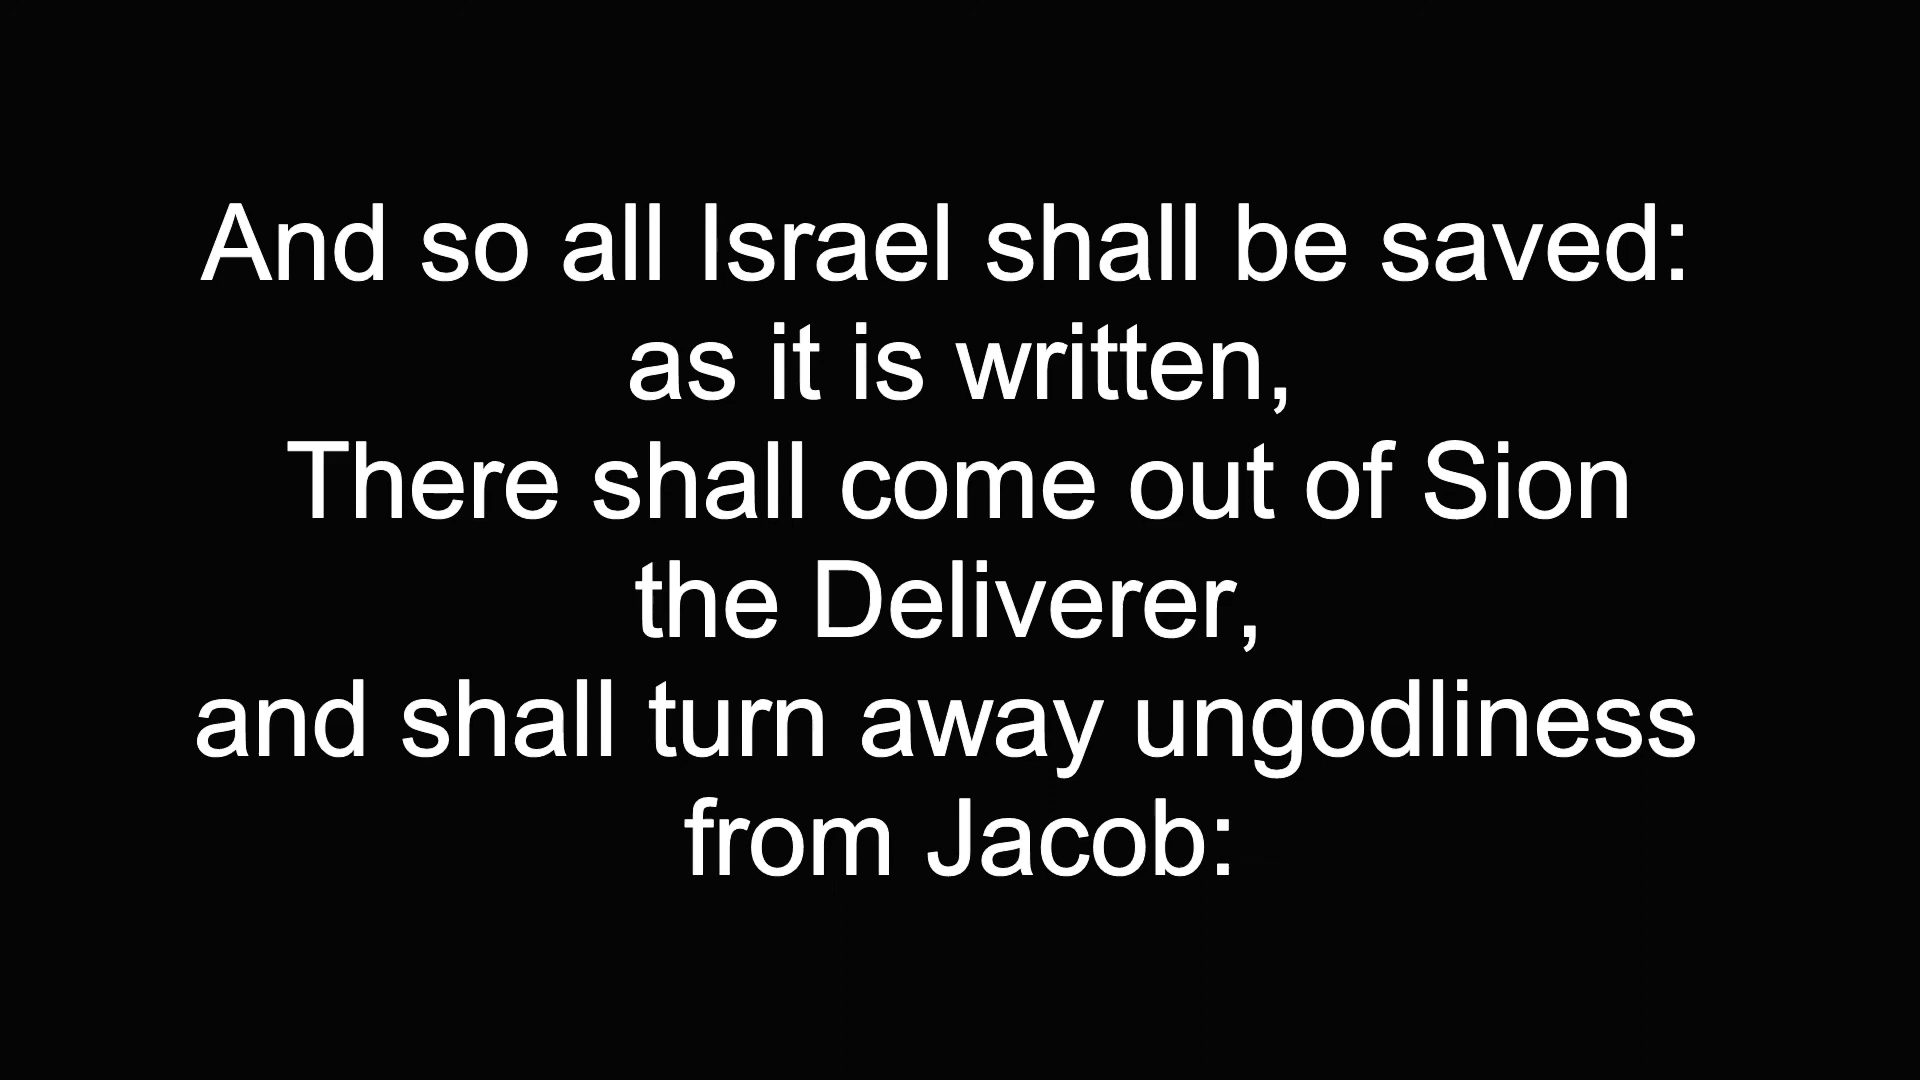 And so all Israel shall be saved:
as it is written,
There shall come out of Sion
the Deliverer,
and shall turn away ungodliness
from Jacob: